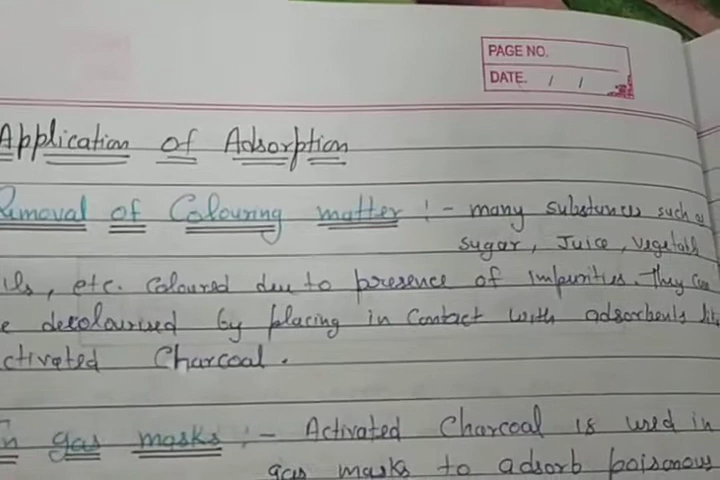 PAGE NO.
DATE. / /
Application of Adsorption
Removal of Colouring matter :- many substances such as
sugar, Juice, vegetabl
ils, etc. coloured due to presence of impurities. They can
e decolourised by placing in contact with adsorbents li
ctivated Charcoal.
In gas masks :- Activated Charcoal is used in
gas masks to adsorb poisonous